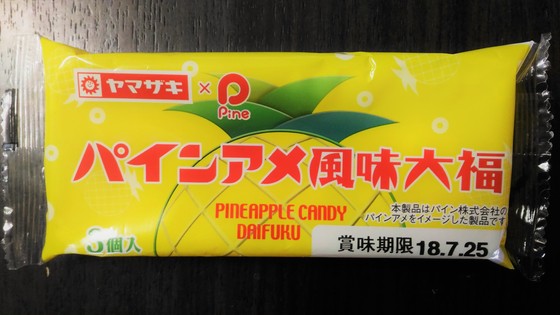 ヤマザキ × Pine
パインアメ風味大福
PINEAPPLE CANDY
DAIFUKU
本製品はパイン株式会社の
パインアメをイメージした製品です
3個入
賞味期限 18.7.25